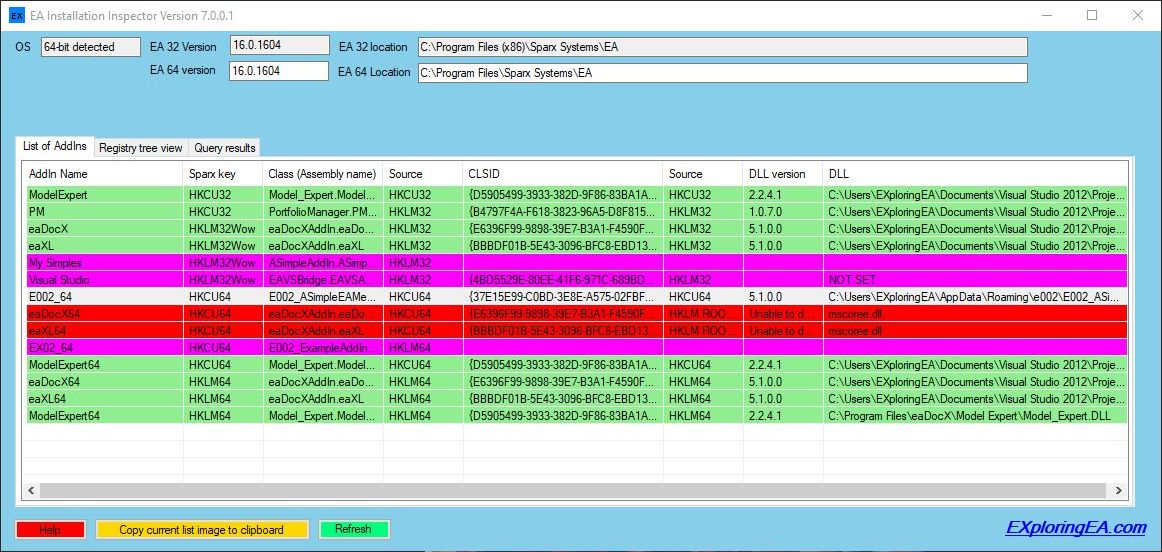 EX EA Installation Inspector Version 7.0.0.1
OS 64-bit detected EA 32 Version 16.0.1604 EA 32 location C:\Program Files (x86)\Sparx Systems\EA
EA 64 version 16.0.1604 EA 64 Location C:\Program Files\Sparx Systems\EA
List of AddIns Registry tree view Query results
AddIn Name Sparx key Class (Assembly name) Source CLSID Source DLL version DLL
ModelExpert HKCU32 Model_Expert.Model... HKCU32 {D5905499-3933-382D-9F86-83BA1A... HKCU32 2.2.4.1 C:\Users\EXploringEA\Documents\Visual Studio 2012\Proje...
PM HKCU32 PortfolioManager.PM... HKLM32 {B4797F4A-F618-3823-96A5-D8F815... HKLM32 1.0.7.0 C:\Users\EXploringEA\Documents\Visual Studio 2012\Proje...
eaDocX HKLM32Wow eaDocXAddIn.eaDo... HKLM32 {E6396F99-9898-39E7-B3A1-F4590F... HKLM32 5.1.0.0 C:\Users\EXploringEA\Documents\Visual Studio 2012\Proje...
eaXL HKLM32Wow eaDocXAddIn.eaXL HKLM32 {BBBDF01B-5E43-3096-BFC8-EBD13... HKLM32 5.1.0.0 C:\Users\EXploringEA\Documents\Visual Studio 2012\Proje...
My Simples HKLM32Wow ASimpleAddIn.ASimp... HKLM32
Visual Studio HKLM32Wow EAVSBridge.EAVSA... HKLM32 {4BD5529E-80EE-41F6-971C-689BD... HKLM32 NOT SET
E002_64 HKCU64 E002_ASimpleEAMe... HKCU64 {37E15E99-C0BD-3E8E-A575-02FBF... HKCU64 5.1.0.0 C:\Users\EXploringEA\AppData\Roaming\e002\E002_ASi...
eaDocX64 HKCU64 eaDocXAddIn.eaDo... HKLM64 {E6396F99-9898-39E7-B3A1-F4590F... HKLM ROO... Unable to d... mscoree.dll
eaXL64 HKCU64 eaDocXAddIn.eaXL HKLM64 {BBBDF01B-5E43-3096-BFC8-EBD13... HKLM ROO... Unable to d... mscoree.dll
EX02_64 HKCU64 E002_ExampleAddIn... HKLM64
ModelExpert64 HKCU64 Model_Expert.Model... HKCU64 {D5905499-3933-382D-9F86-83BA1A... HKCU64 2.2.4.1 C:\Users\EXploringEA\Documents\Visual Studio 2012\Proje...
eaDocX64 HKLM64 eaDocXAddIn.eaDo... HKLM64 {E6396F99-9898-39E7-B3A1-F4590F... HKLM64 5.1.0.0 C:\Users\EXploringEA\Documents\Visual Studio 2012\Proje...
eaXL64 HKLM64 eaDocXAddIn.eaXL HKLM64 {BBBDF01B-5E43-3096-BFC8-EBD13... HKLM64 5.1.0.0 C:\Users\EXploringEA\Documents\Visual Studio 2012\Proje...
ModelExpert64 HKLM64 Model_Expert.Model... HKLM64 {D5905499-3933-382D-9F86-83BA1A... HKLM64 2.2.4.1 C:\Program Files\eaDocX\Model Expert\Model_Expert.DLL
Help Copy current list image to clipboard Refresh EXploringEA.com